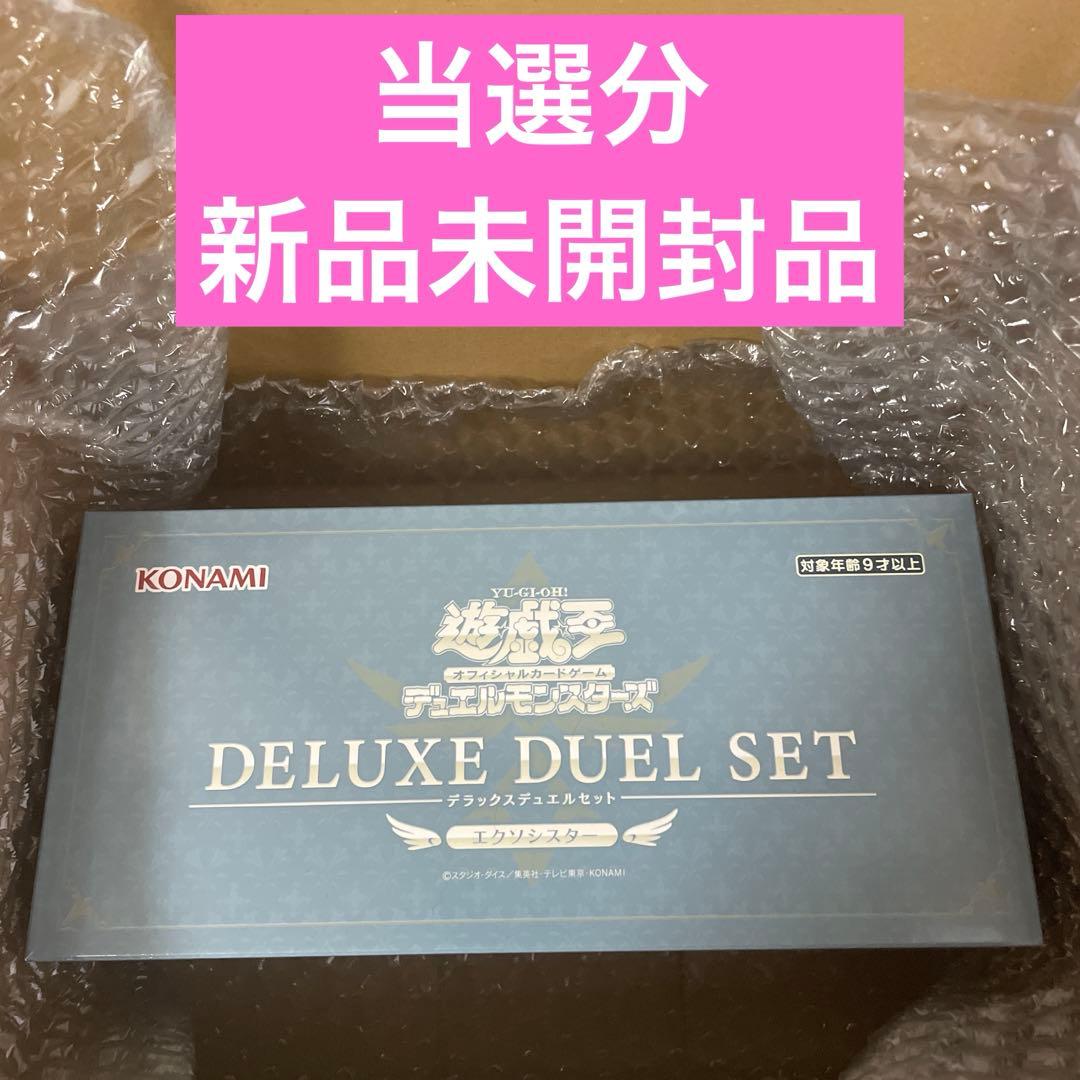 当選分
新品未開封品
KONAMI
対象年齢9才以上
YU-GI-OH!
遊戯王
オフィシャルカードゲーム
デュエルモンスターズ
DELUXE DUEL SET
デラックスデュエルセット
エクソシスター
©スタジオ・ダイス/集英社・テレビ東京・KONAMI